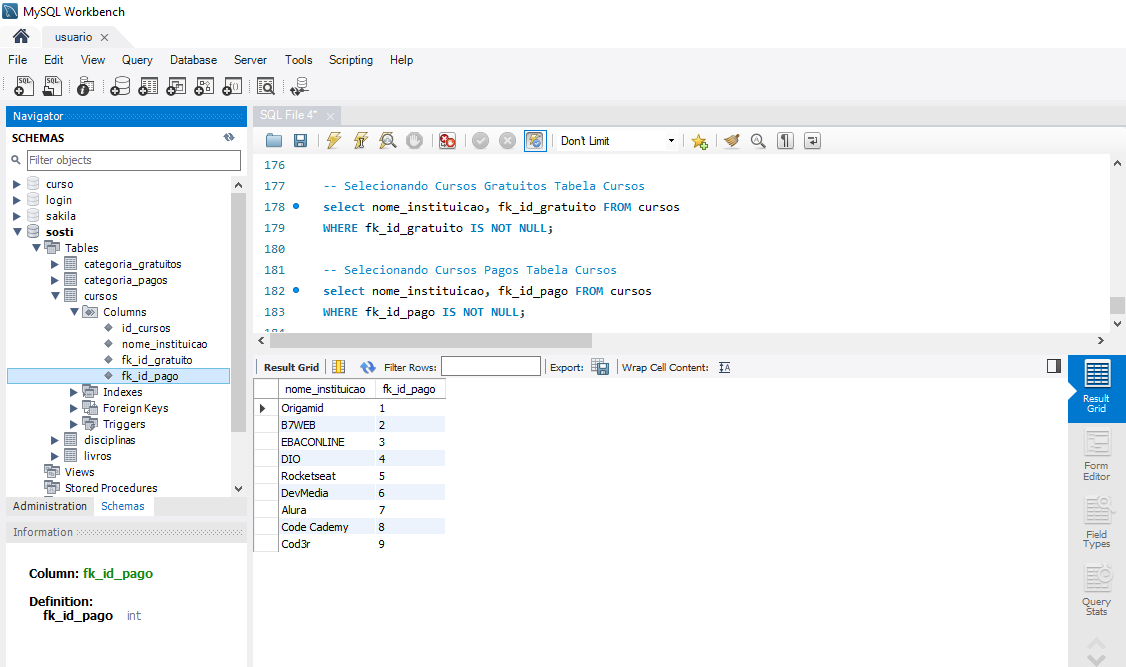 MySQL Workbench
usuario
File Edit View Query Database Server Tools Scripting Help
Navigator
SCHEMAS
Filter objects
curso
login
sakila
sosti
Tables
categoria_gratuitos
categoria_pagos
cursos
Columns
id_cursos
nome_instituicao
fk_id_gratuito
fk_id_pago
Indexes
Foreign Keys
Triggers
disciplinas
livros
Views
Stored Procedures
Administration Schemas
Information
Column: fk_id_pago
Definition:
fk_id_pago int
SQL File 4*
Don't Limit
176
177 -- Selecionando Cursos Gratuitos Tabela Cursos
178 select nome_instituicao, fk_id_gratuito FROM cursos
179 WHERE fk_id_gratuito IS NOT NULL;
180
181 -- Selecionando Cursos Pagos Tabela Cursos
182 select nome_instituicao, fk_id_pago FROM cursos
183 WHERE fk_id_pago IS NOT NULL;
184
Result Grid Filter Rows: Export: Wrap Cell Content:
nome_instituicao fk_id_pago
Origamid 1
B7WEB 2
EBACONLINE 3
DIO 4
Rocketseat 5
DevMedia 6
Alura 7
Code Cademy 8
Cod3r 9
Result
Grid
Form
Editor
Field
Types
Query
Stats